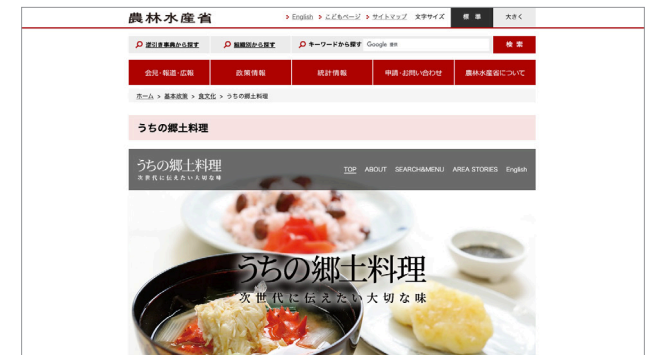 農林水産省
English こどもページ サイトマップ 文字サイズ 標準 大きく
逆引き事典から探す 組織別から探す キーワードから探す Google 検索
会見・報道・広報 政策情報 統計情報 申請・お問い合わせ 農林水産省について
ホーム > 基本政策 > 食文化 > うちの郷土料理
うちの郷土料理
うちの郷土料理
次世代に伝えたい大切な味
TOP ABOUT SEARCH&MENU AREA STORIES English
うちの郷土料理
次世代に伝えたい大切な味